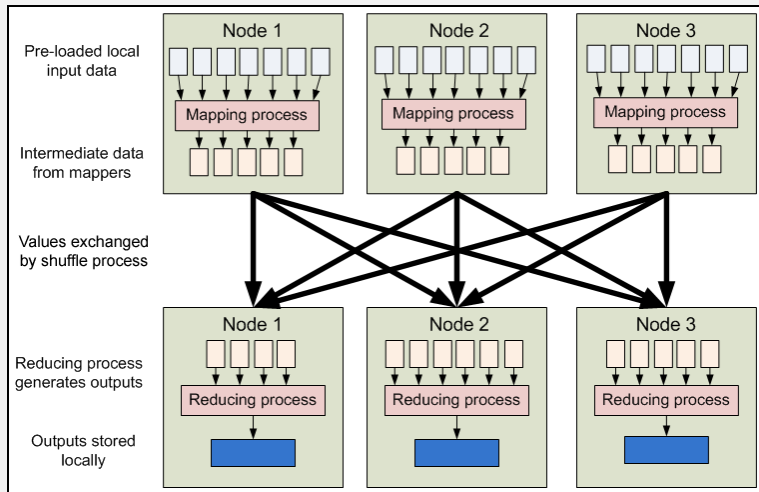 Node 1
Node 2
Node 3
Pre-loaded local
input data
Mapping process
Mapping process
Mapping process
Intermediate data
from mappers
Values exchanged
by shuffle process
Node 1
Node 2
Node 3
Reducing process
generates outputs
Reducing process
Reducing process
Reducing process
Outputs stored
locally